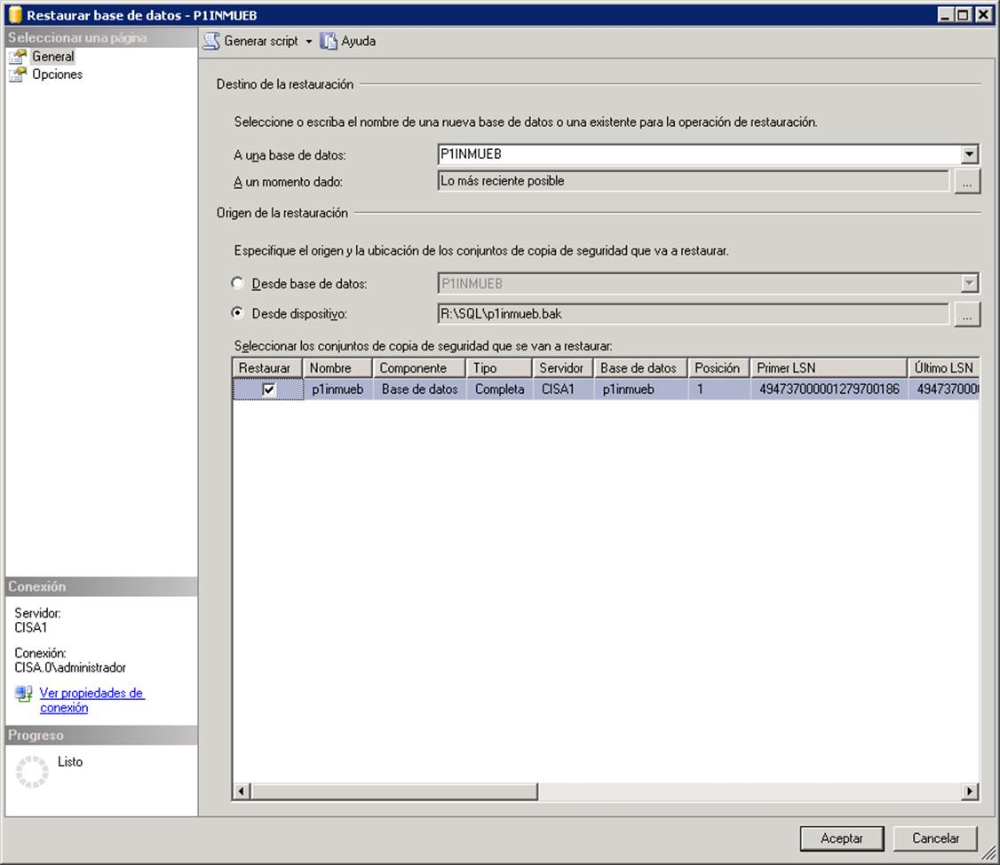 Restaurar base de datos - P1INMUEB
Seleccionar una página
General
Opciones
Generar script
Ayuda
Destino de la restauración
Seleccione o escriba el nombre de una nueva base de datos o una existente para la operación de restauración.
A una base de datos:
P1INMUEB
A un momento dado:
Lo más reciente posible
...
Origen de la restauración
Especifique el origen y la ubicación de los conjuntos de copia de seguridad que va a restaurar.
Desde base de datos:
P1INMUEB
Desde dispositivo:
R:\SQL\p1inmueb.bak
...
Seleccionar los conjuntos de copia de seguridad que se van a restaurar:
Restaurar Nombre Componente Tipo Servidor Base de datos Posición Primer LSN Último LSN
p1inmueb Base de datos Completa CISA1 p1inmueb 1 494737000001279700186 4947370000
Conexión
Servidor:
CISA1
Conexión:
CISA.0\administrador
Ver propiedades de
conexión
Progreso
Listo
Aceptar
Cancelar